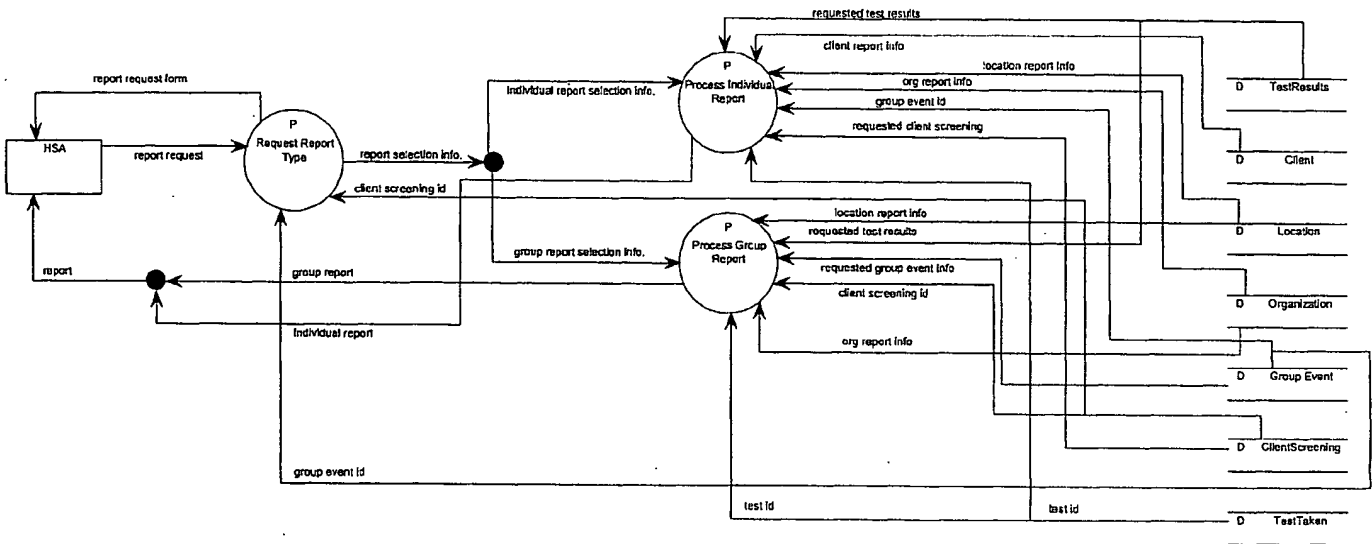 requested test results
client report info
location report info
org report info
group event id
requested client screening
P
Process Individual
Report
Individual report selection info.
report request form
HSA
report request
P
Request Report
Type
report selection info.
client screening id
D TestResults
D Client
D Location
D Organization
D Group Event
D ClientScreening
D TestTaken
location report info
requested test results
requested group event info
client screening id
org report info
P
Process Group
Report
group report selection info.
group report
report
Individual report
group event id
test id
test id